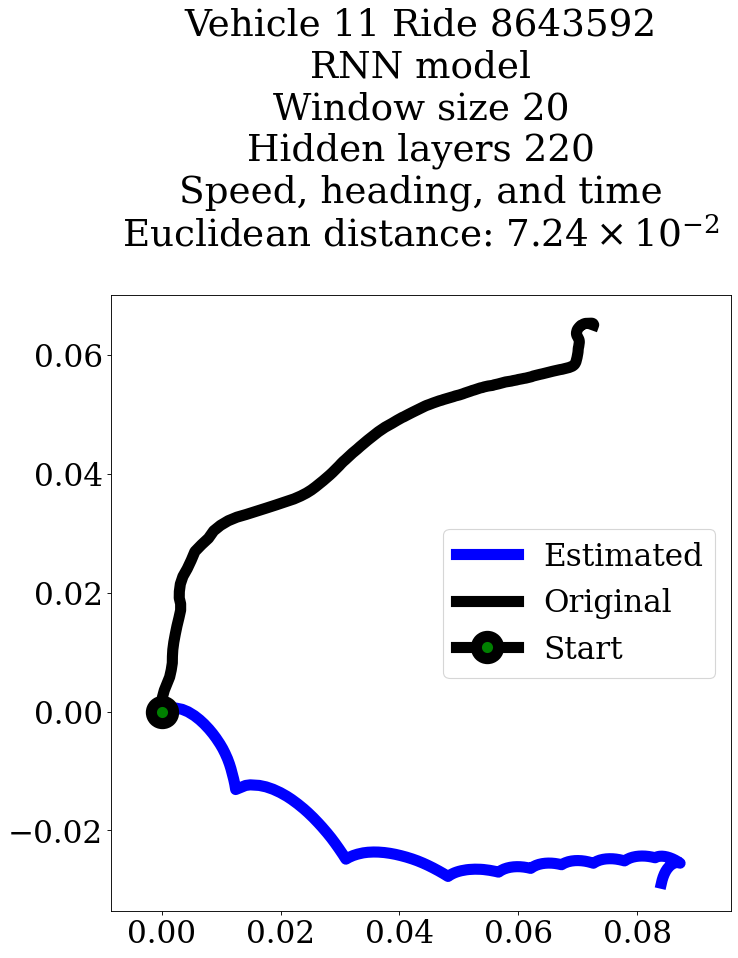 Vehicle 11 Ride 8643592
RNN model
Window size 20
Hidden layers 220
Speed, heading, and time
Euclidean distance: 7.24 × 10⁻²
0.06
0.04
0.02
0.00
−0.02
Estimated
Original
Start
0.00 0.02 0.04 0.06 0.08